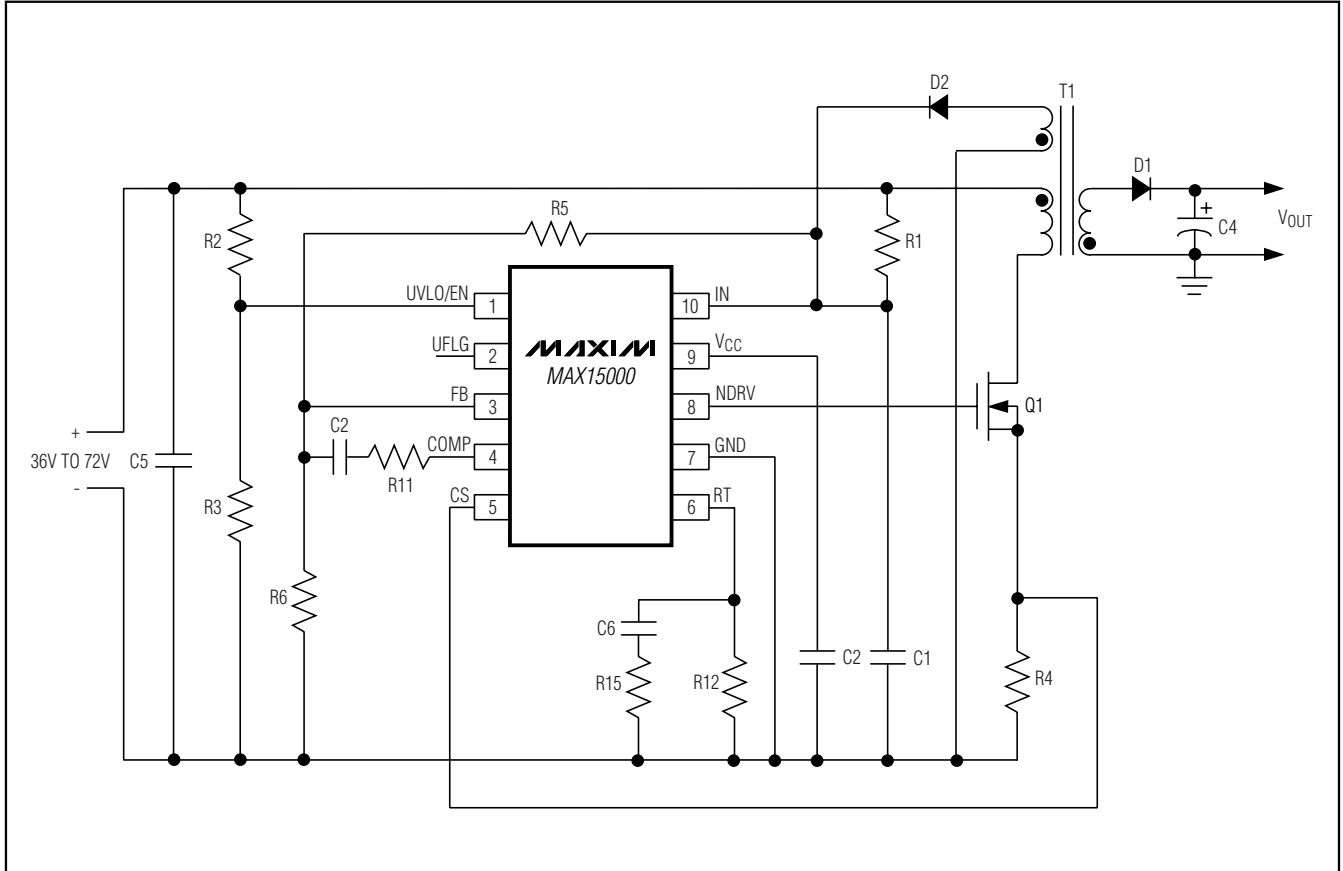 D2
T1
D1
R5
R2
R1
+
C4
VOUT
UVLO/EN
1
10
IN
UFLG
2
MAXIM
MAX15000
9
VCC
FB
3
8
NDRV
Q1
C2
COMP
4
7
GND
R11
+
36V TO 72V
-
C5
R3
CS
5
6
RT
R6
C6
R15
R12
C2
C1
R4